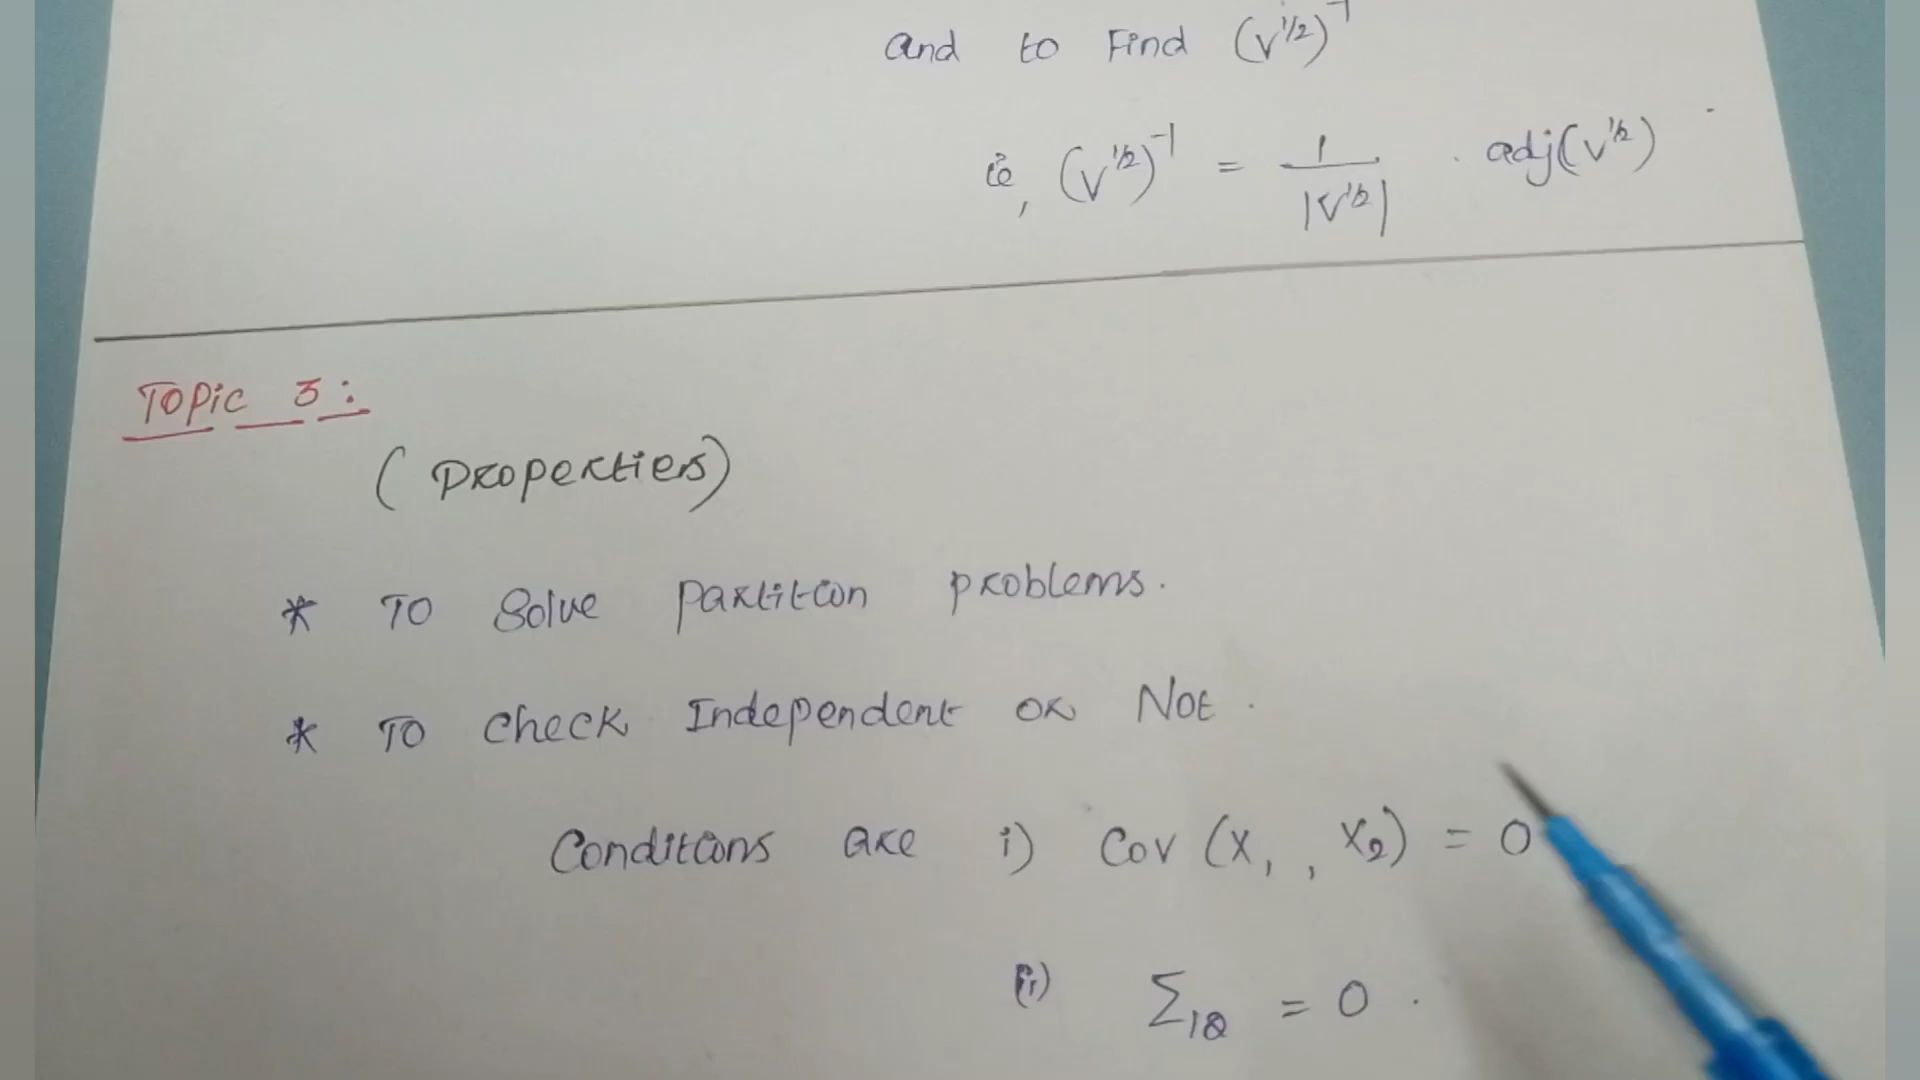 and to Find (V^1/2)^-1
ie, (V^1/2)^-1 = 1/|V^1/2| . adj(V^1/2)
Topic 3:
(Properties)
* To Solve Partition problems.
* To check Independent or Not.
Conditions are i) Cov (X1, X2) = 0
ii) Σ12 = 0.